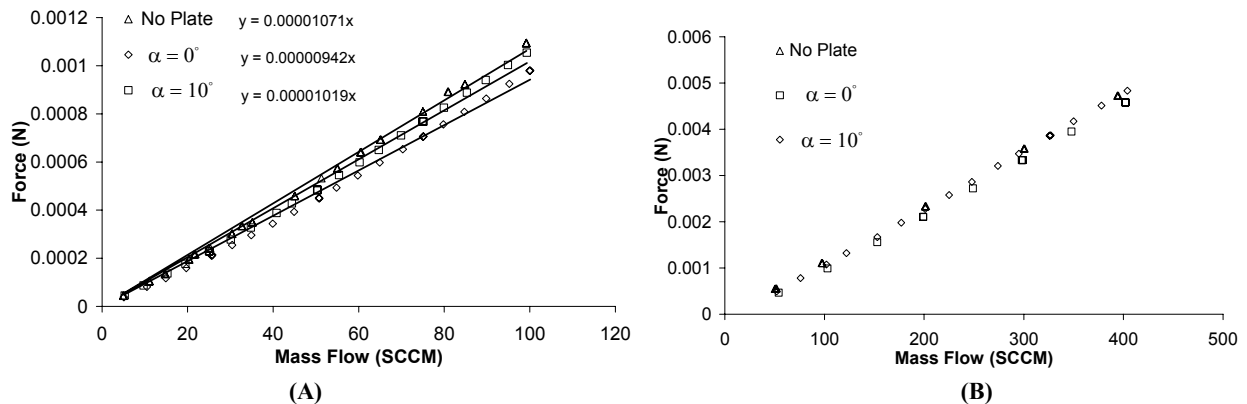 No Plate y = 0.00001071x
α = 0° y = 0.00000942x
α = 10° y = 0.00001019x
0.0012
0.001
0.0008
0.0006
0.0004
0.0002
0
Force (N)
0 20 40 60 80 100 120
Mass Flow (SCCM)
(A)
No Plate
α = 0°
α = 10°
0.006
0.005
0.004
0.003
0.002
0.001
0
Force (N)
0 100 200 300 400 500
Mass Flow (SCCM)
(B)